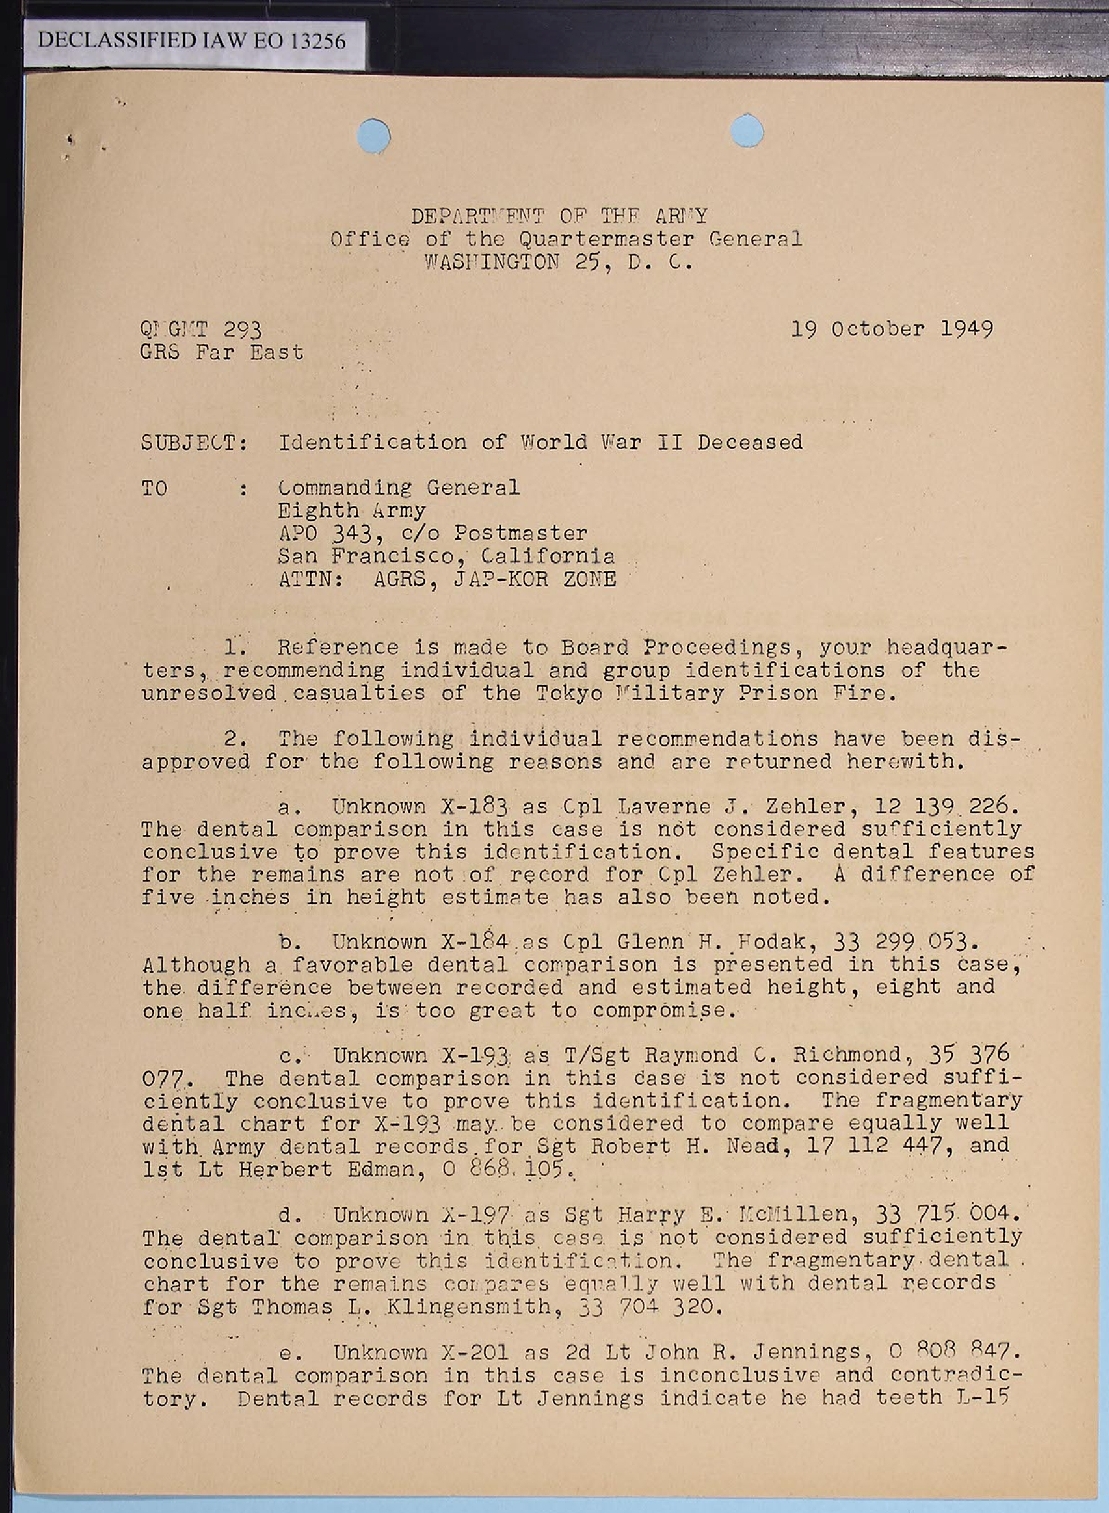 DECLASSIFIED IAW EO 13256
DEPARTMENT OF THE ARMY
Office of the Quartermaster General
WASHINGTON 25, D. C.
QMGMT 293
19 October 1949
GRS Far East
SUBJECT: Identification of World War II Deceased
TO : Commanding General
Eighth Army
APO 343, c/o Postmaster
San Francisco, California
ATTN: AGRS, JAP-KOR ZONE
1. Reference is made to Board Proceedings, your headquar-
ters, recommending individual and group identifications of the
unresolved casualties of the Tokyo Military Prison Fire.
2. The following individual recommendations have been dis-
approved for the following reasons and are returned herewith.
a. Unknown X-183 as Cpl Laverne J. Zehler, 12 139 226.
The dental comparison in this case is not considered sufficiently
conclusive to prove this identification. Specific dental features
for the remains are not of record for Cpl Zehler. A difference of
five inches in height estimate has also been noted.
b. Unknown X-184 as Cpl Glenn H. Hodak, 33 299 053.
Although a favorable dental comparison is presented in this case,
the difference between recorded and estimated height, eight and
one half inches, is too great to compromise.
c. Unknown X-193 as T/Sgt Raymond C. Richmond, 35 376
077. The dental comparison in this case is not considered suffi-
ciently conclusive to prove this identification. The fragmentary
dental chart for X-193 may be considered to compare equally well
with Army dental records for Sgt Robert H. Nead, 17 112 447, and
1st Lt Herbert Edman, O 868 105.
d. Unknown X-197 as Sgt Harry E. McMillen, 33 715 004.
The dental comparison in this case is not considered sufficiently
conclusive to prove this identification. The fragmentary dental
chart for the remains compares equally well with dental records
for Sgt Thomas L. Klingensmith, 33 704 320.
e. Unknown X-201 as 2d Lt John R. Jennings, O 808 847.
The dental comparison in this case is inconclusive and contradic-
tory. Dental records for Lt Jennings indicate he had teeth L-15